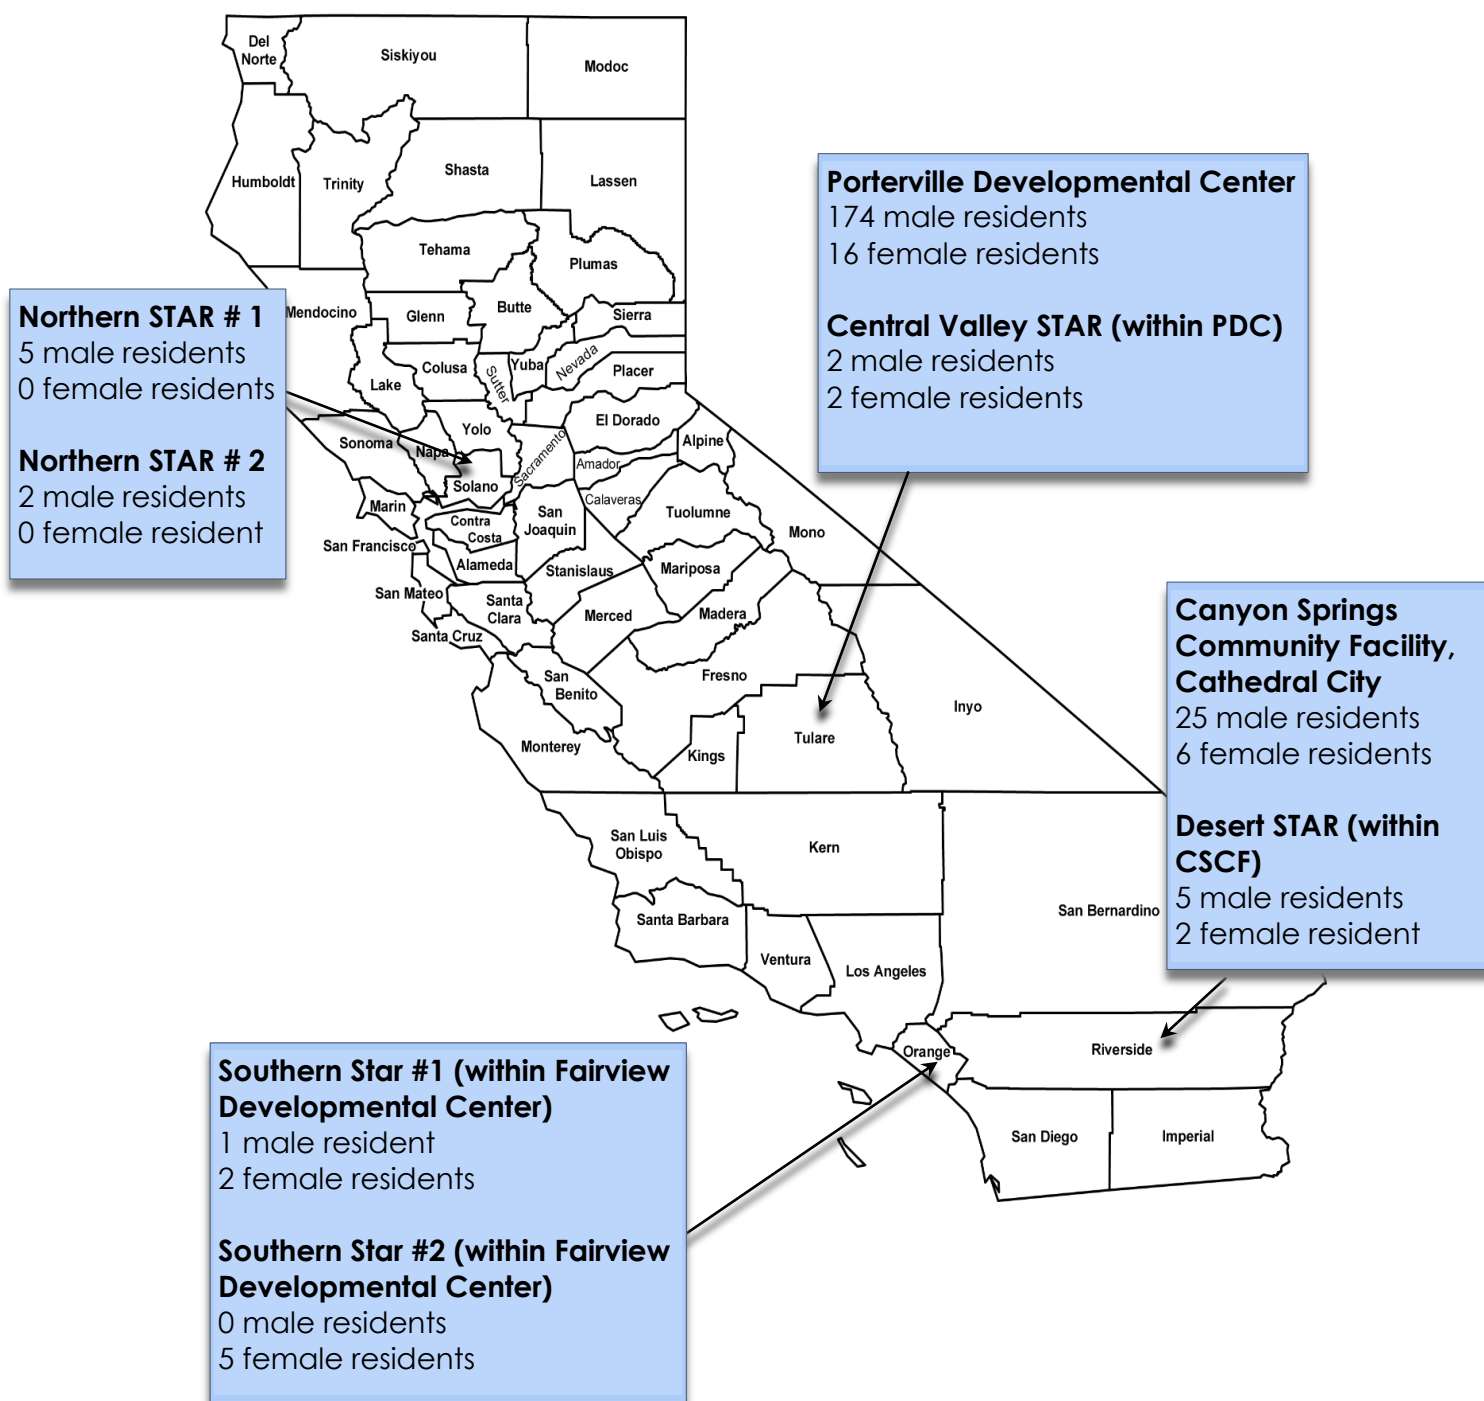 Del
Norte
Siskiyou
Modoc
Humboldt
Trinity
Shasta
Lassen
Tehama
Plumas
Mendocino
Glenn
Butte
Sierra
Lake
Colusa
Sutter
Yuba
Nevada
Placer
Sonoma
Napa
Yolo
Sacramento
El Dorado
Alpine
Amador
Solano
Calaveras
Marin
Contra
Costa
San
Joaquin
Tuolumne
Mono
San Francisco
Alameda
Stanislaus
Mariposa
San Mateo
Santa
Clara
Merced
Madera
Santa Cruz
San
Benito
Fresno
Inyo
Monterey
Kings
Tulare
San Luis
Obispo
Kern
San Bernardino
Santa Barbara
Ventura
Los Angeles
Orange
Riverside
San Diego
Imperial
Northern STAR # 1
5 male residents
0 female residents
Northern STAR # 2
2 male residents
0 female resident
Porterville Developmental Center
174 male residents
16 female residents
Central Valley STAR (within PDC)
2 male residents
2 female residents
Canyon Springs
Community Facility,
Cathedral City
25 male residents
6 female residents
Desert STAR (within
CSCF)
5 male residents
2 female resident
Southern Star #1 (within Fairview
Developmental Center)
1 male resident
2 female residents
Southern Star #2 (within Fairview
Developmental Center)
0 male residents
5 female residents